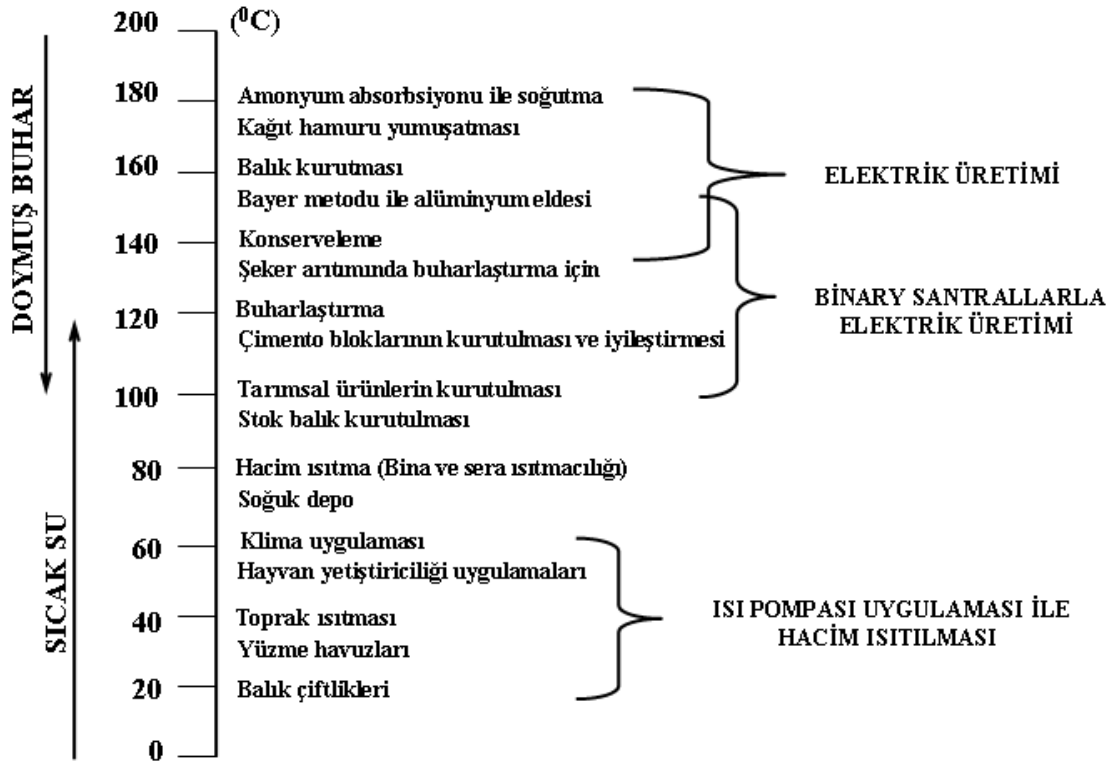 200 (⁰C)
180 Amonyum absorbsiyonu ile soğutma
Kağıt hamuru yumuşatması
160 Balık kurutması
Bayer metodu ile alüminyum eldesi
140 Konserveleme
Şeker arıtımında buharlaştırma için
120 Buharlaştırma
Çimento bloklarının kurutulması ve iyileştirmesi
100 Tarımsal ürünlerin kurutulması
Stok balık kurutulması
80 Hacim ısıtma (Bina ve sera ısıtmacılığı)
Soğuk depo
60 Klima uygulaması
Hayvan yetiştiriciliği uygulamaları
40 Toprak ısıtması
Yüzme havuzları
20 Balık çiftlikleri
0
DOYMUŞ BUHAR
SICAK SU
ELEKTRİK ÜRETİMİ
BİNARY SANTRALLARLA
ELEKTRİK ÜRETİMİ
ISI POMPASI UYGULAMASI İLE
HACİM ISITILMASI